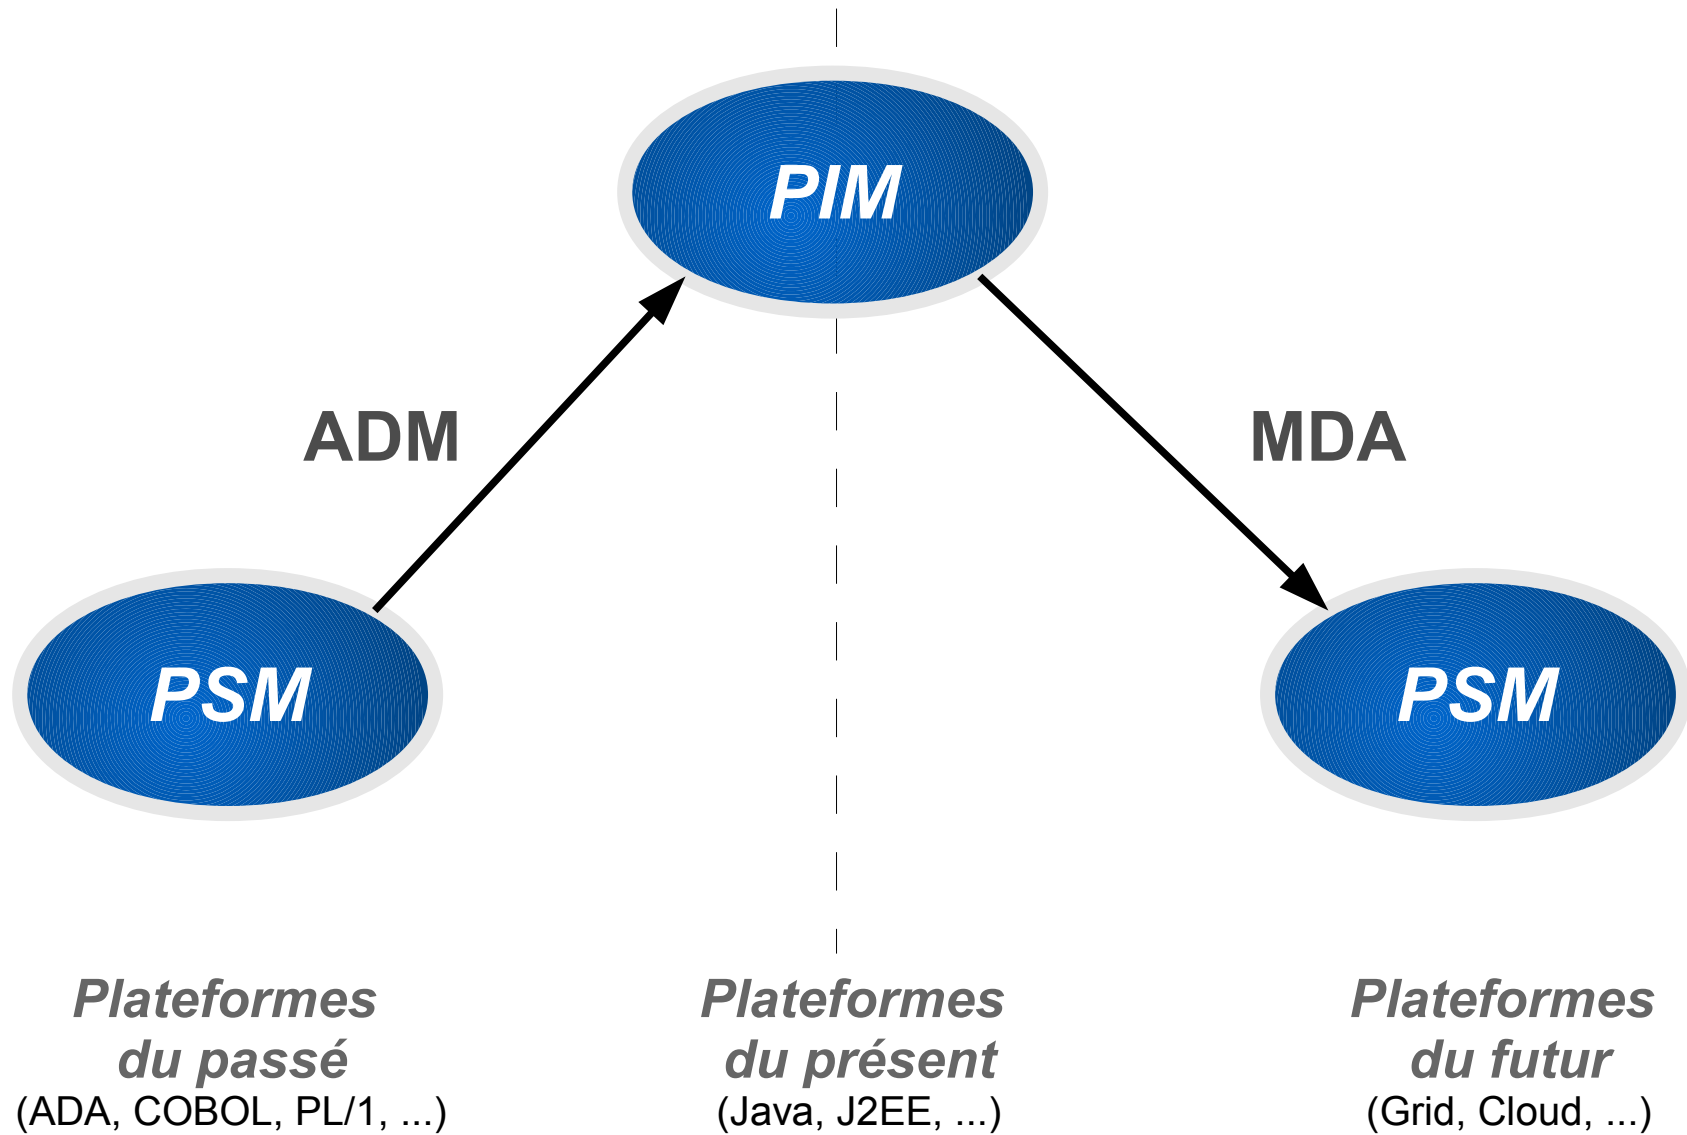 PIM
ADM
MDA
PSM
PSM
Plateformes
du passé
(ADA, COBOL, PL/1, ...)
Plateformes
du présent
(Java, J2EE, ...)
Plateformes
du futur
(Grid, Cloud, ...)